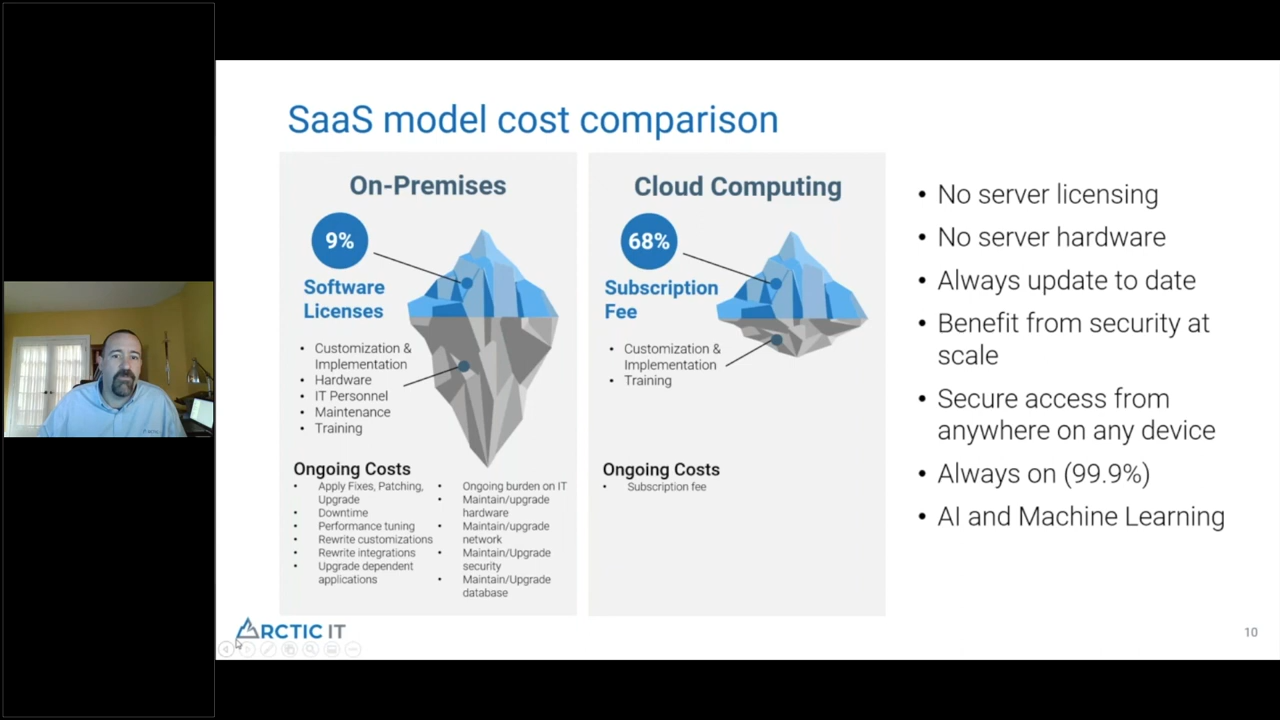 SaaS model cost comparison
On-Premises
9%
Software
Licenses
• Customization &
Implementation
• Hardware
• IT Personnel
• Maintenance
• Training
Ongoing Costs
• Apply Fixes, Patching,
Upgrade
• Downtime
• Performance tuning
• Rewrite customizations
• Rewrite integrations
• Upgrade dependent
applications
• Ongoing burden on IT
• Maintain/upgrade
hardware
• Maintain/upgrade
network
• Maintain/Upgrade
security
• Maintain/Upgrade
database
Cloud Computing
68%
Subscription
Fee
• Customization &
Implementation
• Training
Ongoing Costs
• Subscription fee
• No server licensing
• No server hardware
• Always update to date
• Benefit from security at
scale
• Secure access from
anywhere on any device
• Always on (99.9%)
• AI and Machine Learning
ARCTIC IT
10